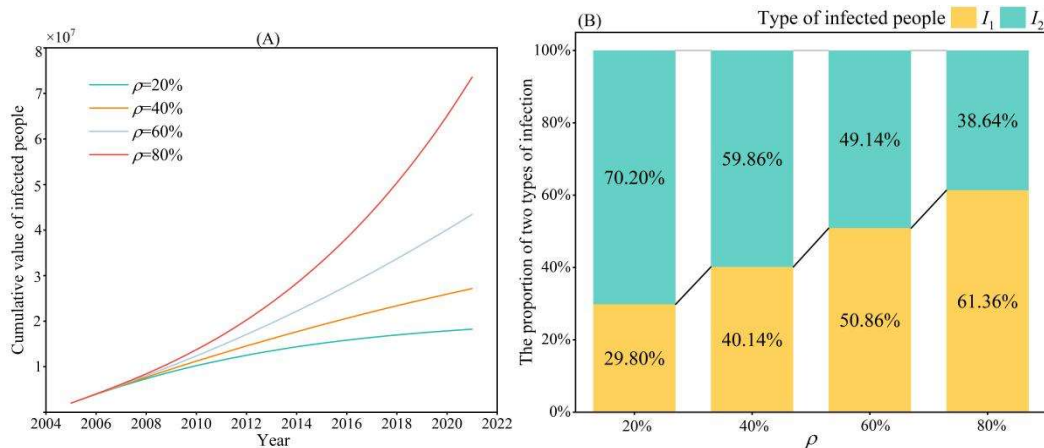 (A)
×10⁷
8
7
6
5
4
3
2
1
Cumulative value of infected people
ρ=20%
ρ=40%
ρ=60%
ρ=80%
2004 2006 2008 2010 2012 2014 2016 2018 2020 2022
Year
(B)
Type of infected people I₁ I₂
100%
80%
60%
40%
20%
0%
The proportion of two types of infection
70.20% 59.86% 49.14% 38.64%
29.80% 40.14% 50.86% 61.36%
20% 40% 60% 80%
ρ